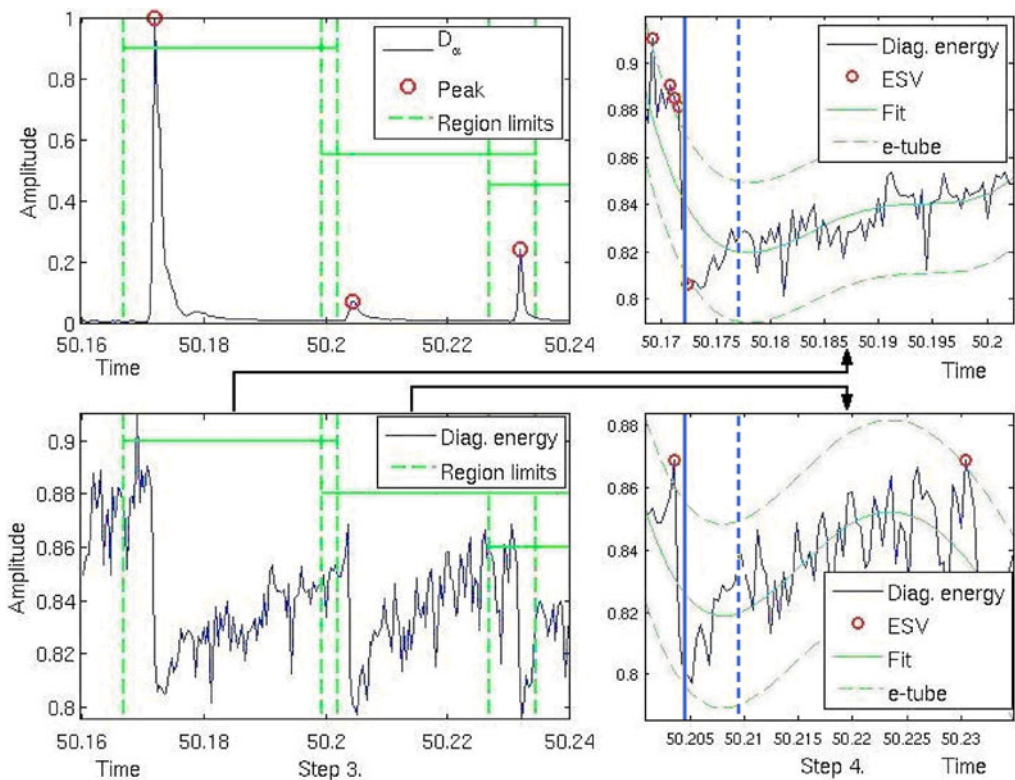 1
0.8
0.6
0.4
0.2
0
Amplitude
D_α
Peak
Region limits
50.16
50.18
50.2
50.22
50.24
Time
0.9
0.88
0.86
0.84
0.82
0.8
Diag. energy
ESV
Fit
e-tube
50.17
50.175
50.18
50.185
50.19
50.195
50.2
Time
0.9
0.88
0.86
0.84
0.82
0.8
Amplitude
Diag. energy
Region limits
50.16
50.18
50.2
50.22
50.24
Time
Step 3.
0.88
0.86
0.84
0.82
0.8
Diag. energy
ESV
Fit
e-tube
50.205
50.21
50.215
50.22
50.225
50.23
Step 4.
Time